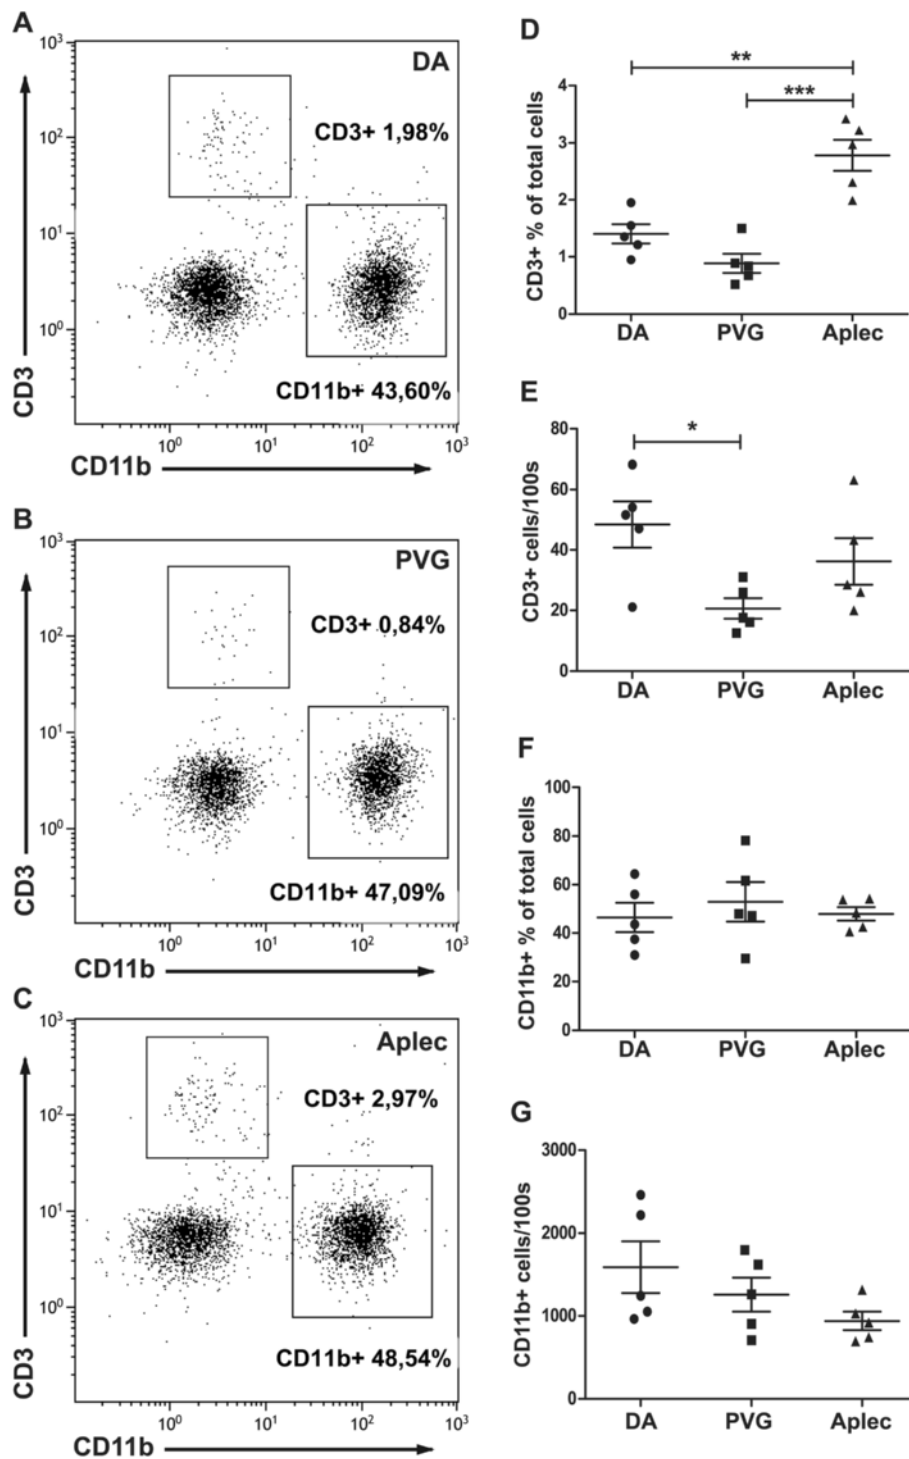 A
10³
DA
CD3+ 1,98%
10²
10¹
10⁰
CD3
CD11b+ 43,60%
10⁰ 10¹ 10² 10³
CD11b
B
10³
PVG
CD3+ 0,84%
10²
10¹
10⁰
CD3
CD11b+ 47,09%
10⁰ 10¹ 10² 10³
CD11b
C
10³
Aplec
CD3+ 2,97%
10²
10¹
10⁰
CD3
CD11b+ 48,54%
10⁰ 10¹ 10² 10³
CD11b
D
**
***
CD3+ % of total cells
4
3
2
1
0
DA PVG Aplec
E
*
CD3+ cells/100s
80
60
40
20
0
DA PVG Aplec
F
CD11b+ % of total cells
100
80
60
40
20
0
DA PVG Aplec
G
CD11b+ cells/100s
3000
2000
1000
0
DA PVG Aplec